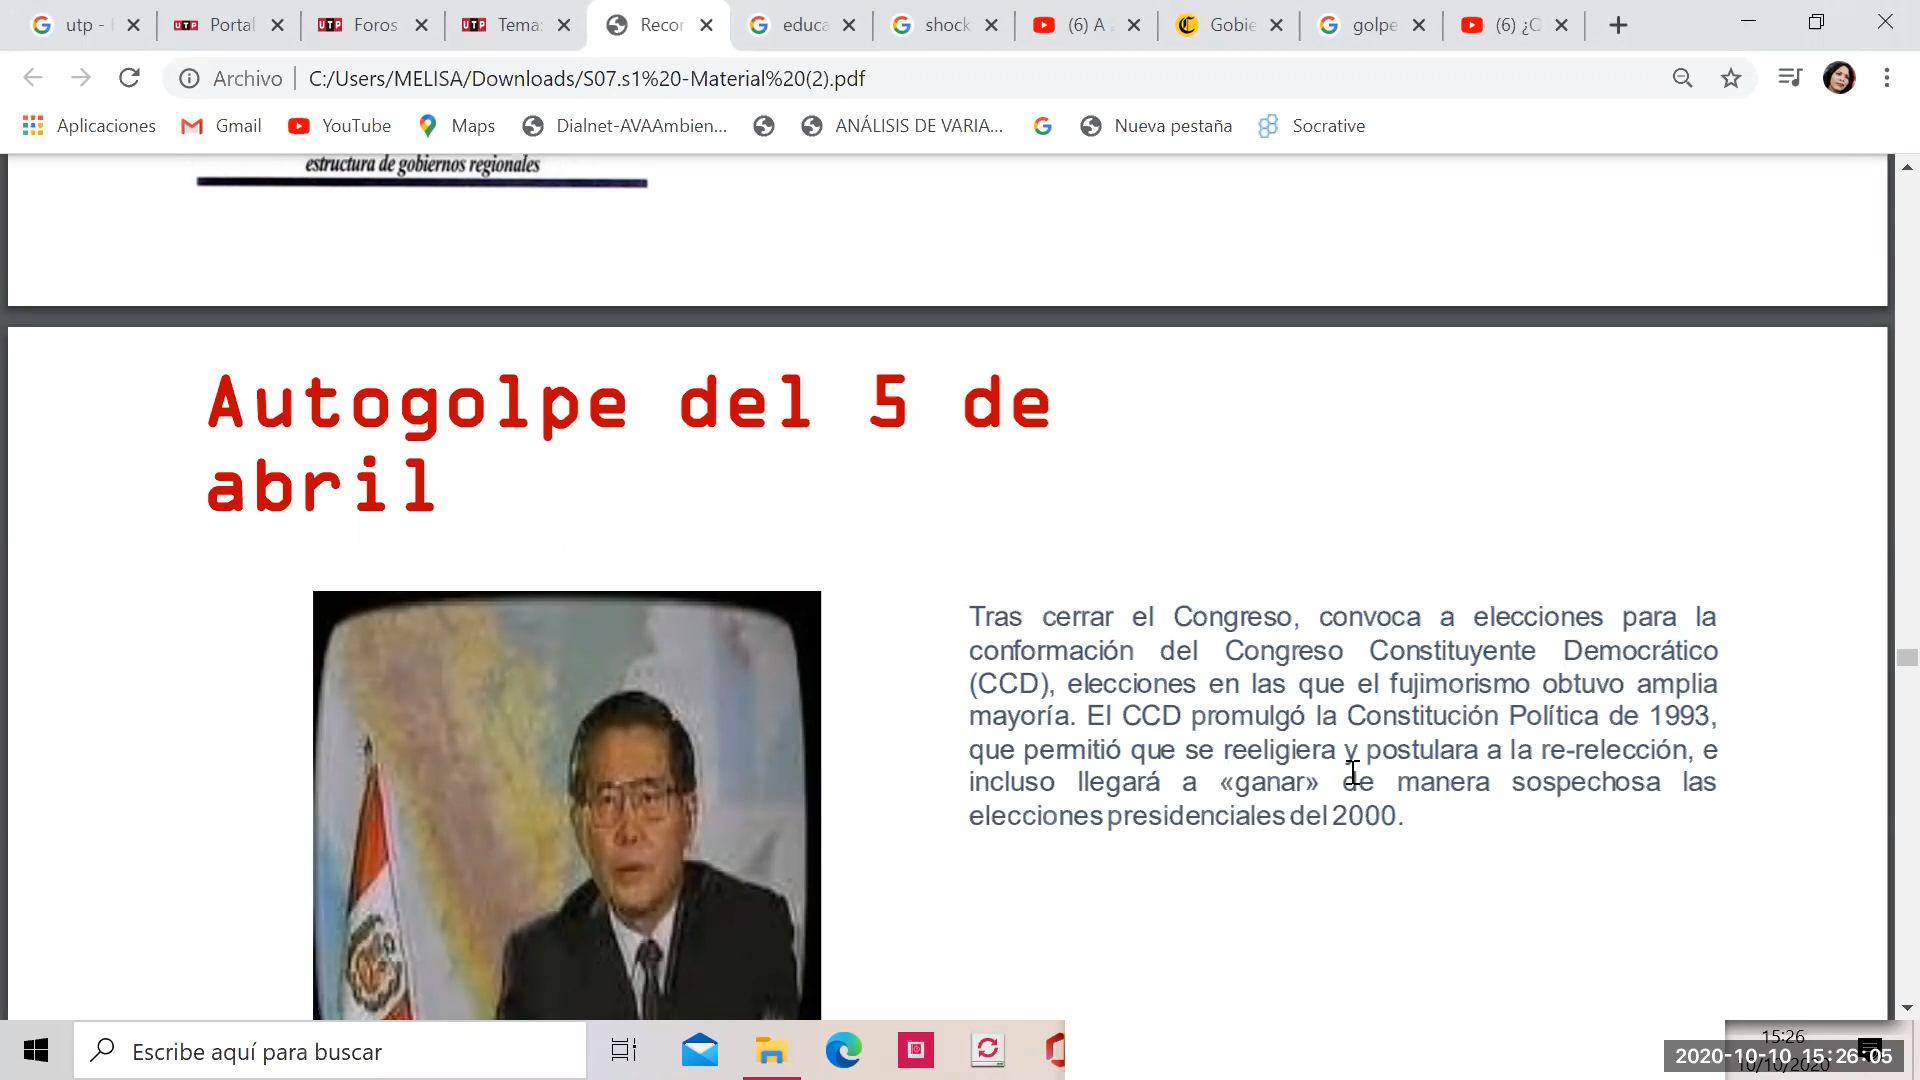 utp -
Portal
Foros
Tema:
Recor
educa
shock
(6) A
Gobie
golpe
(6) ¿C
Archivo
C:/Users/MELISA/Downloads/S07.s1%20-Material%20(2).pdf
Aplicaciones
Gmail
YouTube
Maps
Dialnet-AVAAmbien...
ANÁLISIS DE VARIA...
Nueva pestaña
Socrative
estructura de gobiernos regionales
Autogolpe del 5 de
abril
Tras cerrar el Congreso, convoca a elecciones para la
conformación del Congreso Constituyente Democrático
(CCD), elecciones en las que el fujimorismo obtuvo amplia
mayoría. El CCD promulgó la Constitución Política de 1993,
que permitió que se reeligiera y postulara a la re-relección, e
incluso llegará a «ganar» de manera sospechosa las
elecciones presidenciales del 2000.
Escribe aquí para buscar
15:26
2020-10-10 15:26:05
10/10/2020